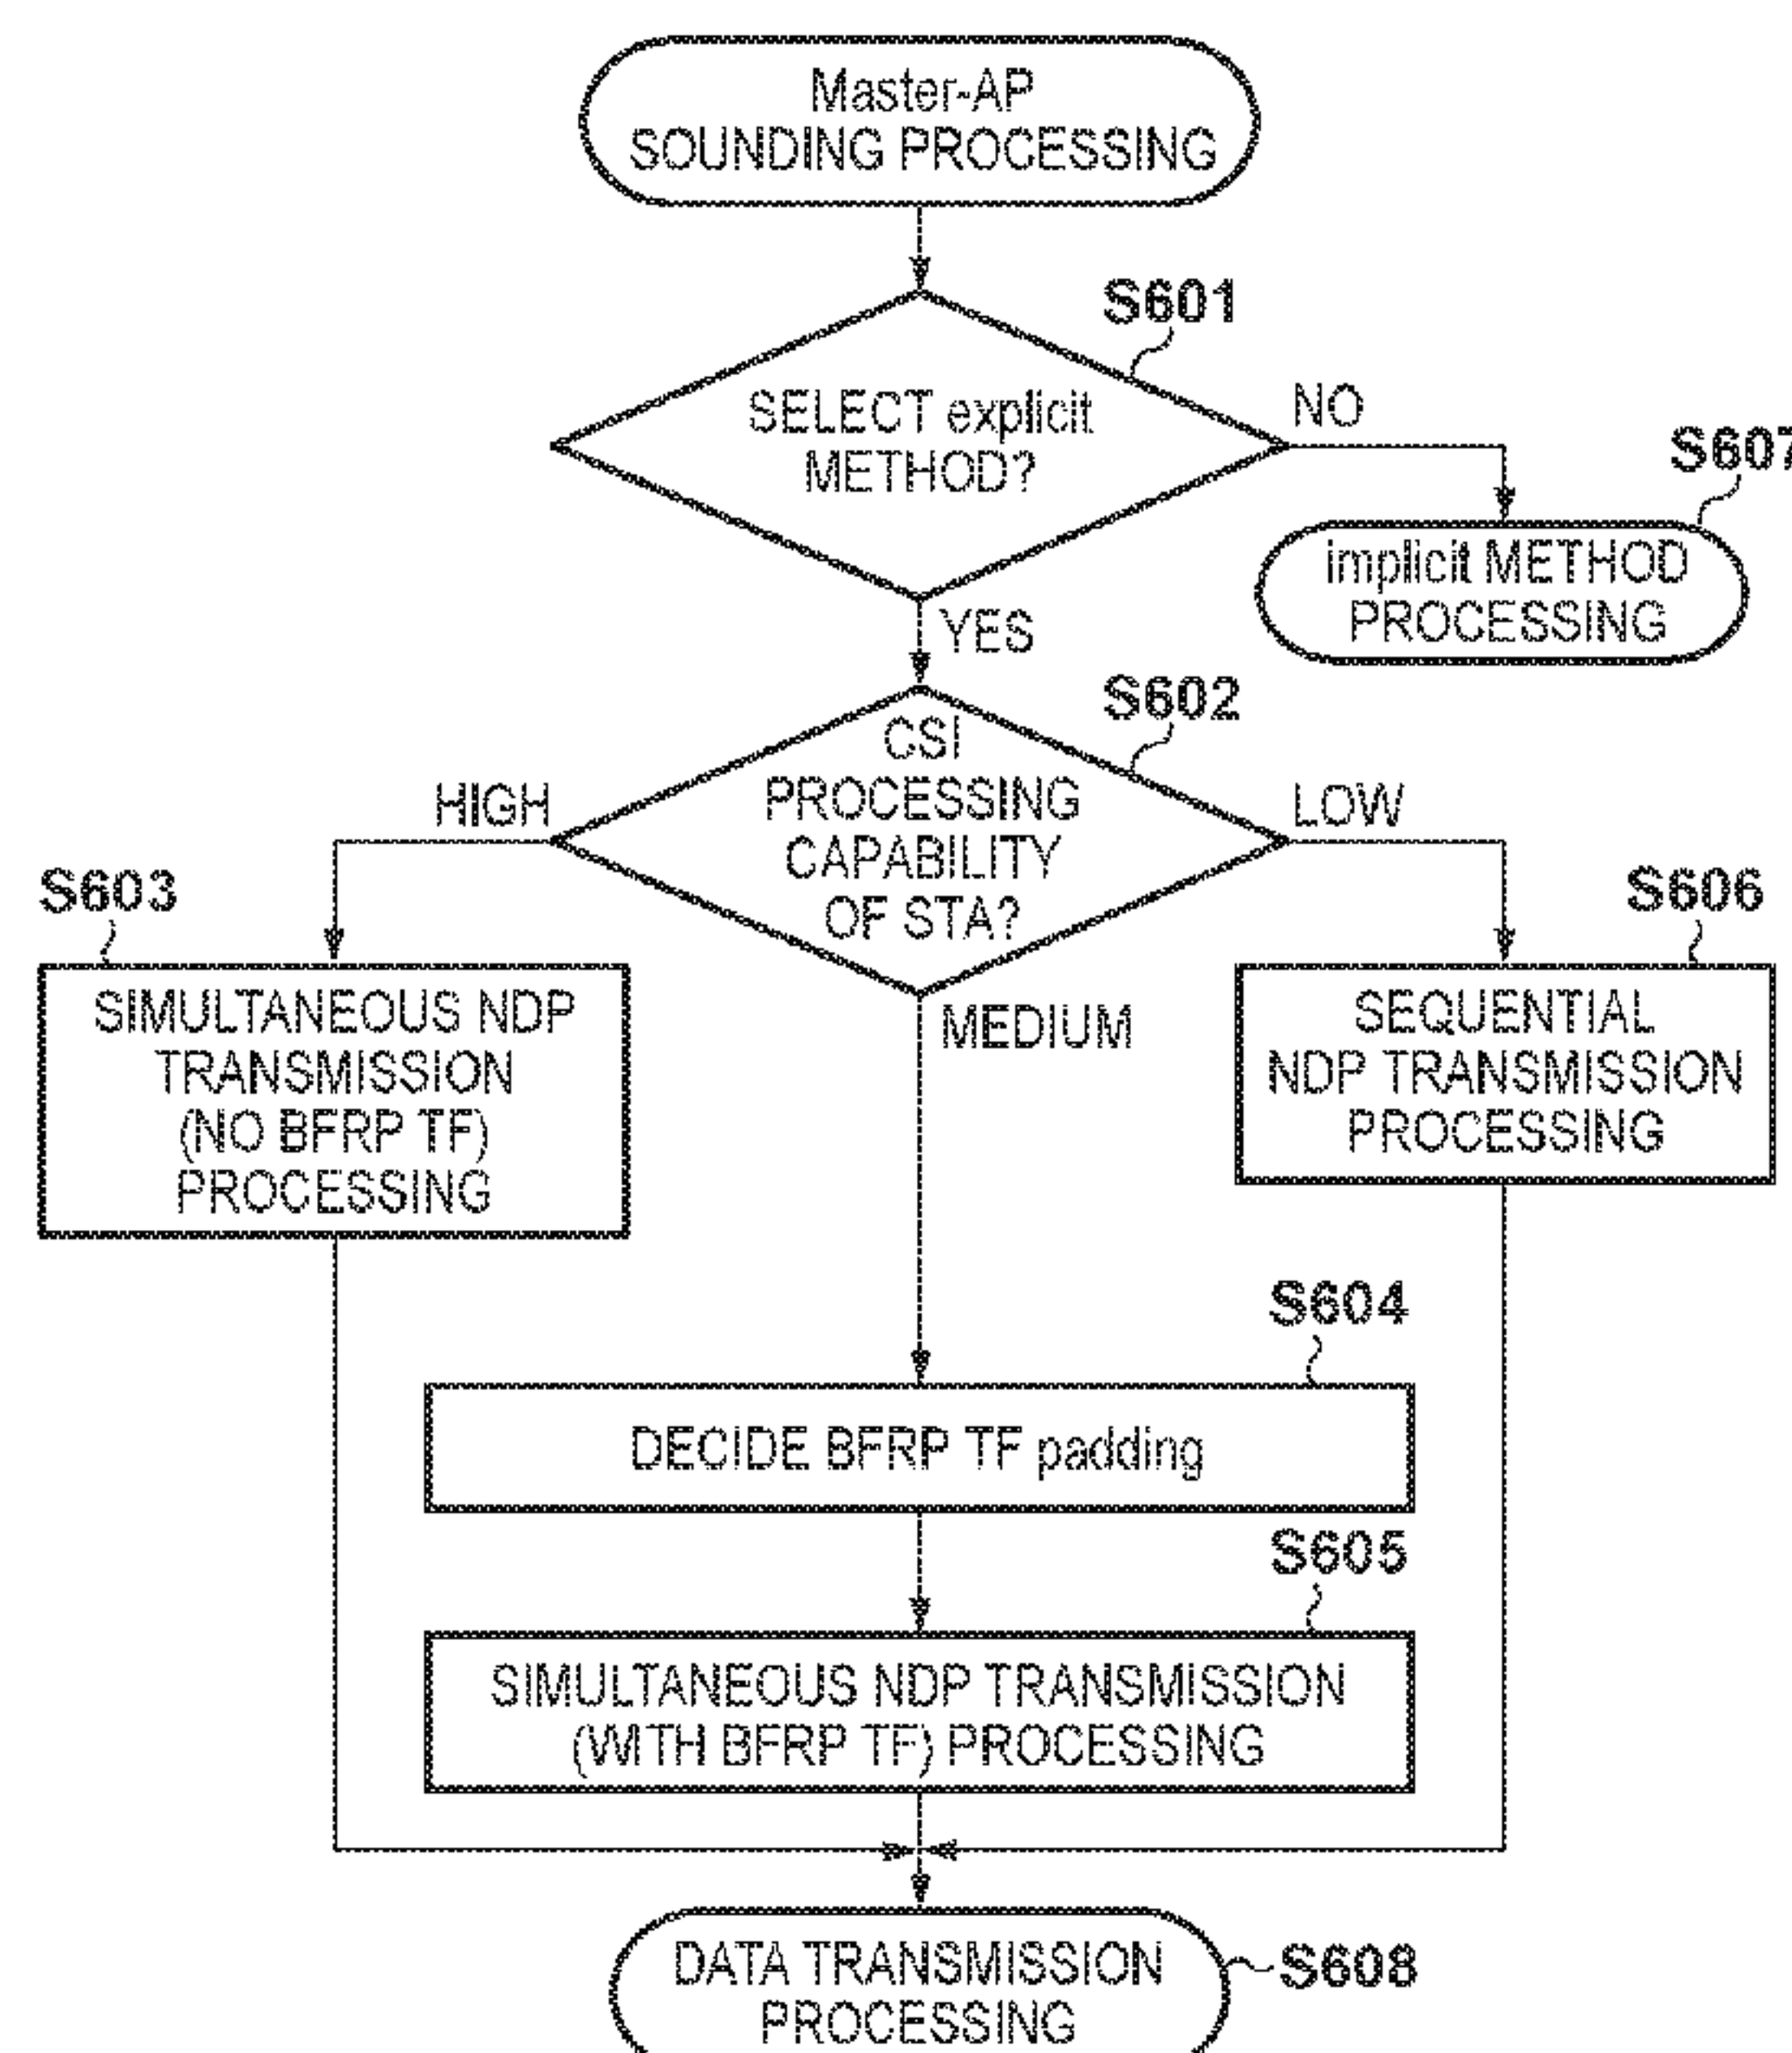 Master-AP
SOUNDING PROCESSING
S601
SELECT explicit
METHOD?
NO
S607
implicit METHOD
PROCESSING
YES
S602
CSI
PROCESSING
CAPABILITY
OF STA?
HIGH
LOW
MEDIUM
S603
SIMULTANEOUS NDP
TRANSMISSION
(NO BFRP TF)
PROCESSING
S606
SEQUENTIAL
NDP TRANSMISSION
PROCESSING
S604
DECIDE BFRP TF padding
S605
SIMULTANEOUS NDP TRANSMISSION
(WITH BFRP TF) PROCESSING
DATA TRANSMISSION
PROCESSING
S608